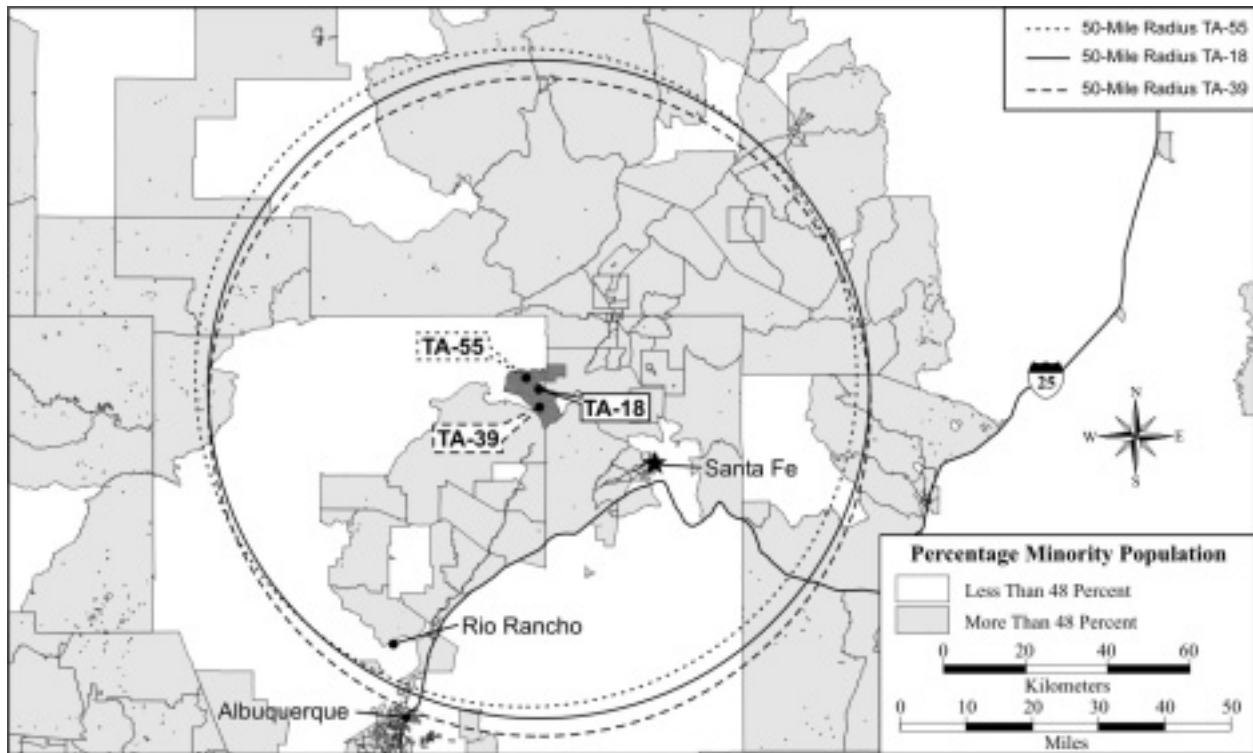 50-Mile Radius TA-55
50-Mile Radius TA-18
50-Mile Radius TA-39
TA-55
TA-18
TA-39
25
N
W E
S
Santa Fe
Rio Rancho
Albuquerque
Percentage Minority Population
Less Than 48 Percent
More Than 48 Percent
0 20 40 60
Kilometers
0 10 20 30 40 50
Miles